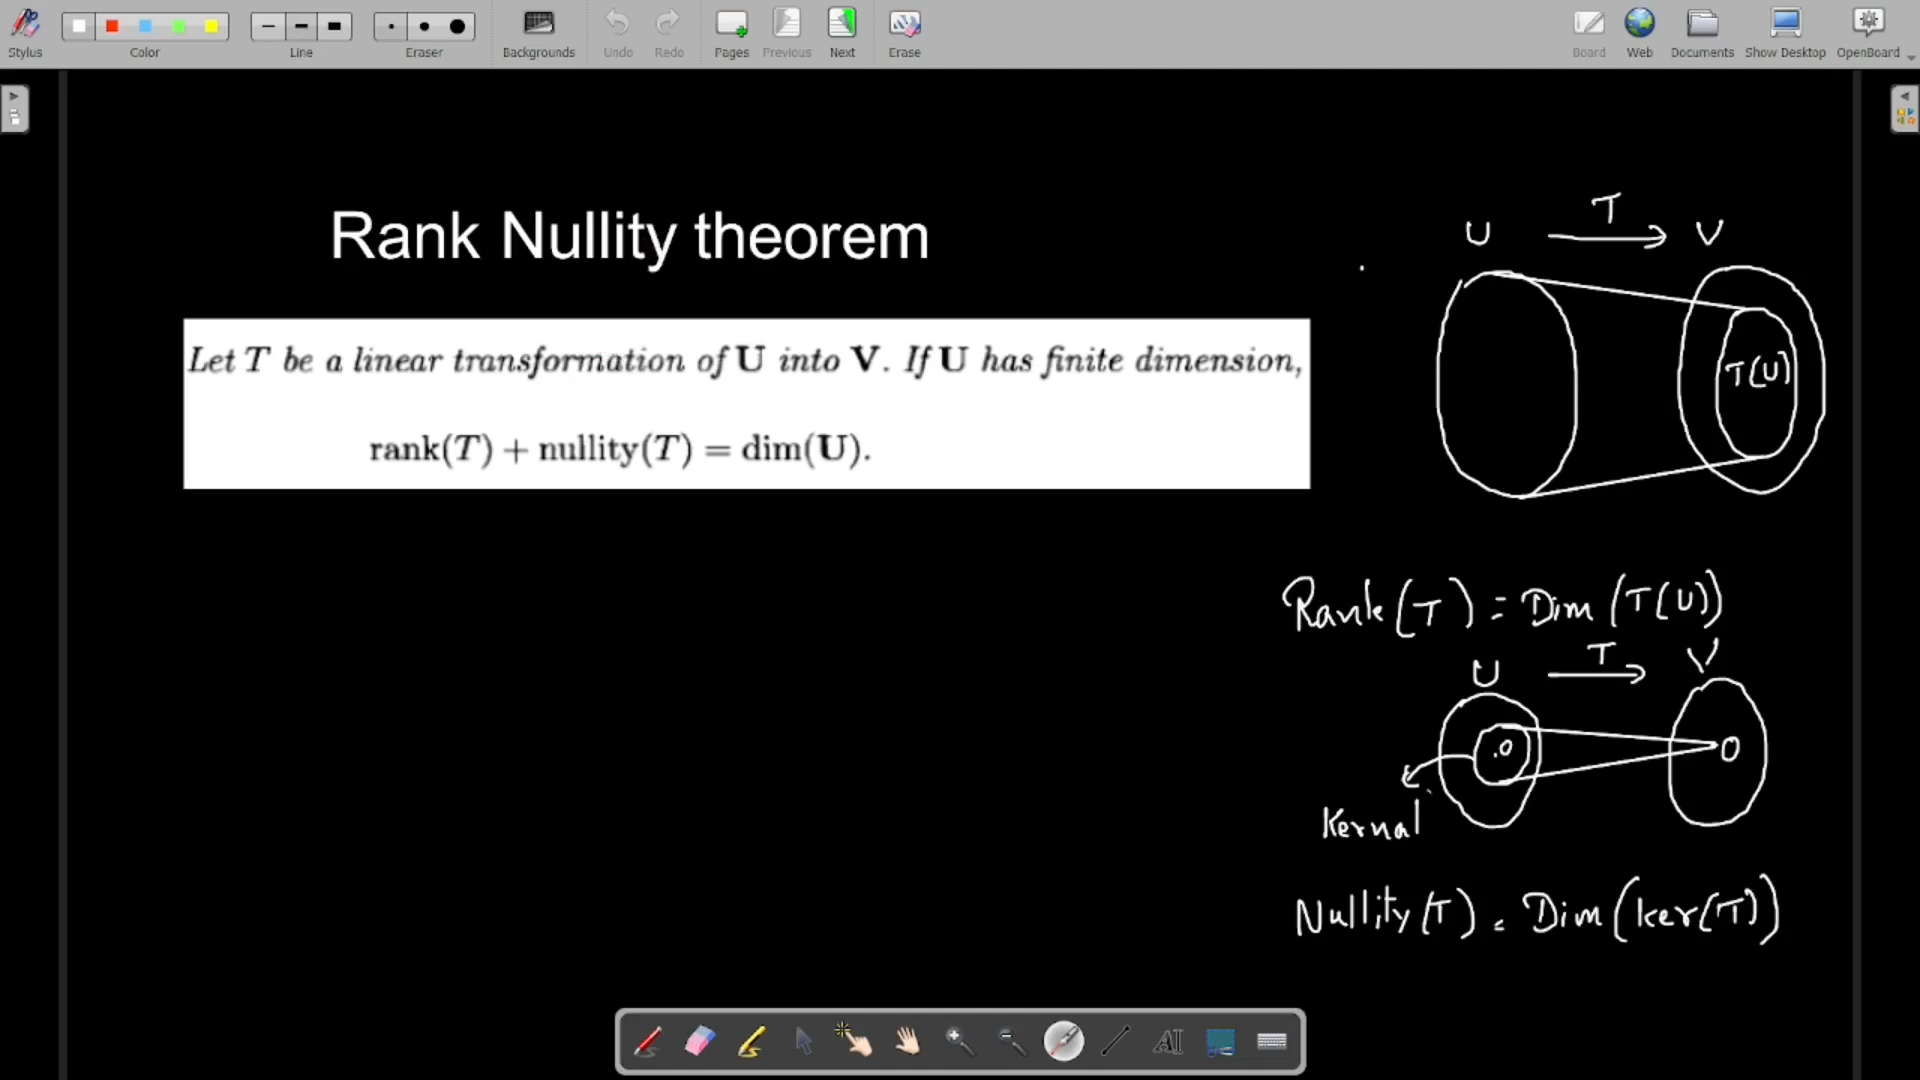 Stylus Color Line Eraser Backgrounds Undo Redo Pages Previous Next Erase Board Web Documents Show Desktop OpenBoard
Rank Nullity theorem
Let T be a linear transformation of U into V. If U has finite dimension,
rank(T) + nullity(T) = dim(U).
U T V
T(U)
Rank(T) = Dim(T(U))
U T V
.0 0
Kernal
Nullity(T) = Dim(ker(T))
AI